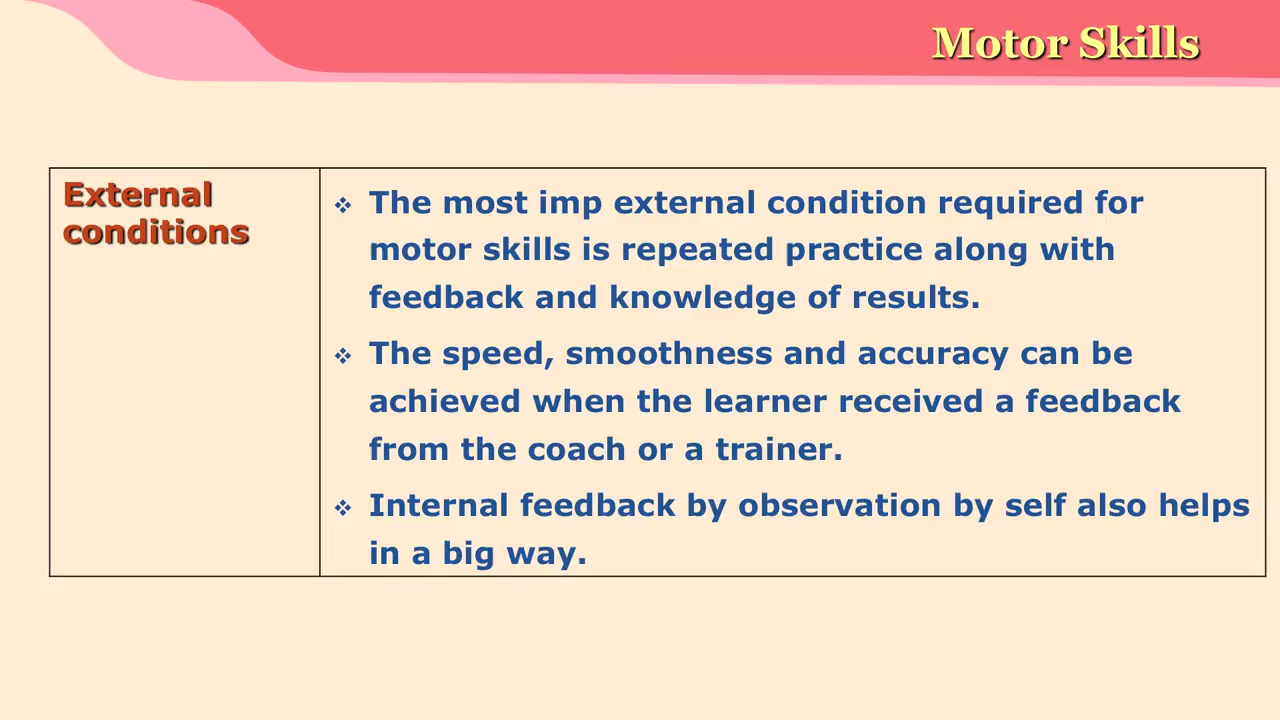 Motor Skills
External
conditions
❖ The most imp external condition required for
motor skills is repeated practice along with
feedback and knowledge of results.
❖ The speed, smoothness and accuracy can be
achieved when the learner received a feedback
from the coach or a trainer.
❖ Internal feedback by observation by self also helps
in a big way.